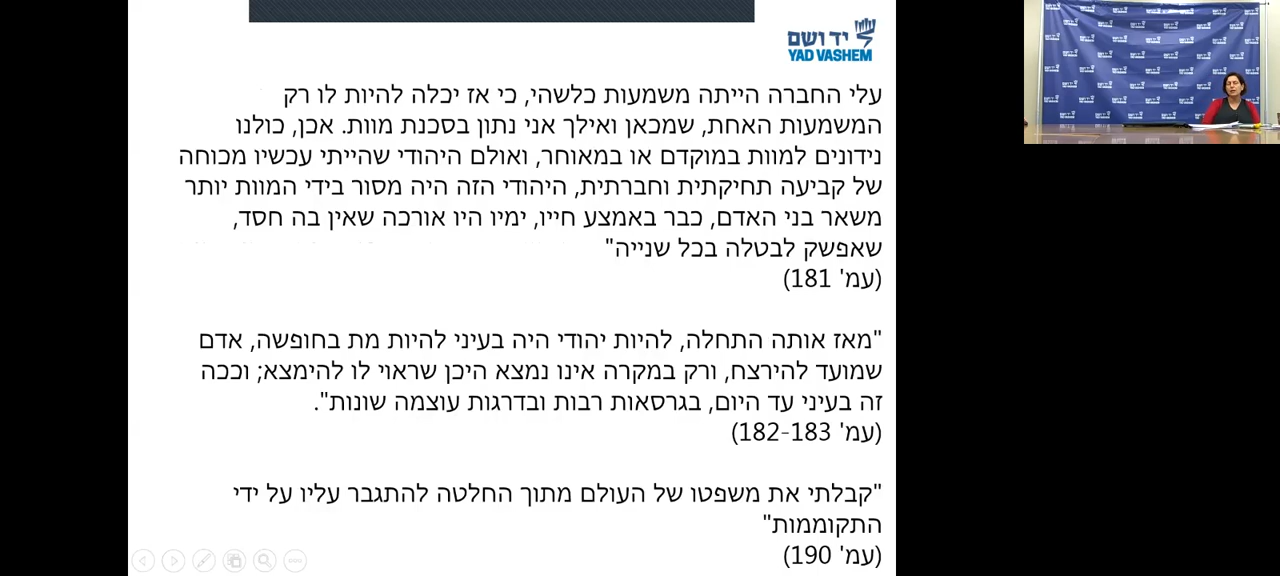 יד ושם
YAD VASHEM
עלי החברה הייתה משמעות כלשהי, כי אז יכלה להיות לו רק
המשמעות האחת, שמכאן ואילך אני נתון בסכנת מוות. אכן, כולנו
נידונים למוות במוקדם או במאוחר, ואולם היהודי שהייתי עכשיו מכוחה
של קביעה תחיקתית וחברתית, היהודי הזה היה מסור בידי המוות יותר
משאר בני האדם, כבר באמצע חייו, ימיו היו אורכה שאין בה חסד,
שאפשק לבטלה בכל שנייה"
(עמ' 181)
"מאז אותה התחלה, להיות יהודי היה בעיני להיות מת בחופשה, אדם
שמועד להירצח, ורק במקרה אינו נמצא היכן שראוי לו להימצא; וככה
זה בעיני עד היום, בגרסאות רבות ובדרגות עוצמה שונות".
(עמ' 182-183)
"קבלתי את משפטו של העולם מתוך החלטה להתגבר עליו על ידי
התקוממות"
(עמ' 190)